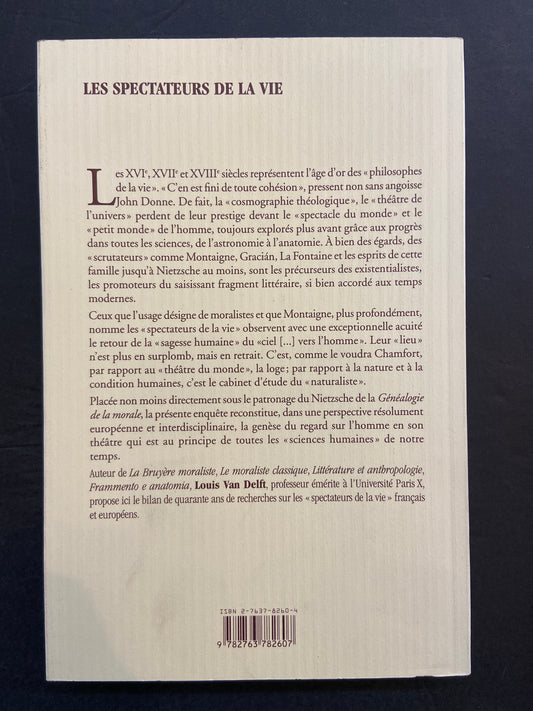 LES SPECTATEURS DE LA VIE
Les XVIe, XVIIe et XVIIIe siècles représentent l'âge d'or des « philosophes
de la vie ». « C'en est fini de toute cohésion », pressent non sans angoisse
John Donne. De fait, la « cosmographie théologique », le « théâtre de
l'univers » perdent de leur prestige devant le « spectacle du monde » et le
« petit monde » de l'homme, toujours explorés plus avant grâce aux progrès
dans toutes les sciences, de l'astronomie à l'anatomie. À bien des égards, des
« scrutateurs » comme Montaigne, Gracián, La Fontaine et les esprits de cette
famille jusqu'à Nietzsche au moins, sont les précurseurs des existentialistes,
les promoteurs du saisissant fragment littéraire, si bien accordé aux temps
modernes.
Ceux que l'usage désigne de moralistes et que Montaigne, plus profondément,
nomme les « spectateurs de la vie » observent avec une exceptionnelle acuité
le retour de la « sagesse humaine » du « ciel [...] vers l'homme ». Leur « lieu »
n'est plus en surplomb, mais en retrait. C'est, comme le voudra Chamfort,
par rapport au « théâtre du monde », la loge ; par rapport à la nature et à la
condition humaines, c'est le cabinet d'étude du « naturaliste ».
Placée non moins directement sous le patronage du Nietzsche de la Généalogie
de la morale, la présente enquête reconstitue, dans une perspective résolument
européenne et interdisciplinaire, la genèse du regard sur l'homme en son
théâtre qui est au principe de toutes les « sciences humaines » de notre
temps.
Auteur de La Bruyère moraliste, Le moraliste classique, Littérature et anthropologie,
Frammento e anatomia, Louis Van Delft, professeur émérite à l'Université Paris X,
propose ici le bilan de quarante ans de recherches sur les « spectateurs de la vie » français
et européens.
ISBN 2-7637-8260-4
9 782763 782607